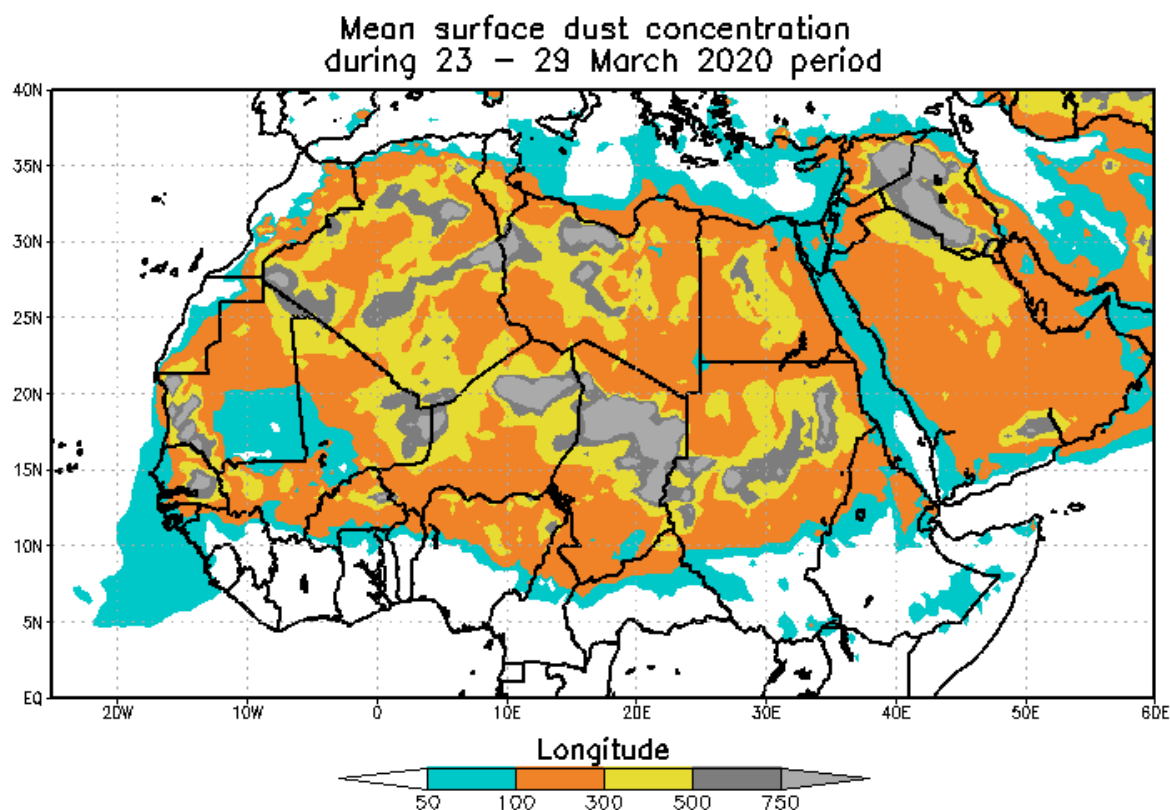 Mean surface dust concentration
during 23 – 29 March 2020 period
40N
35N
30N
25N
20N
15N
10N
5N
EQ
20W 10W 0 10E 20E 30E 40E 50E 60E
Longitude
50 100 300 500 750